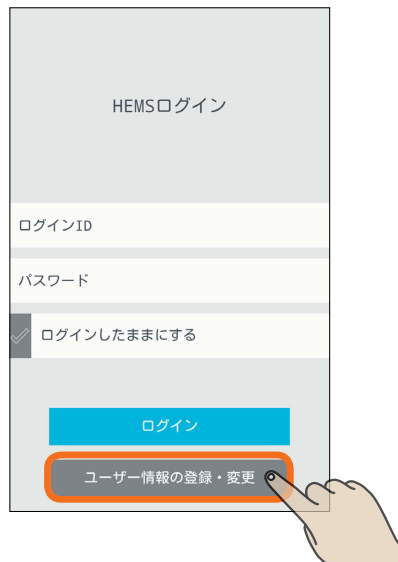 HEMSログイン
ログインID
パスワード
ログインしたままにする
ログイン
ユーザー情報の登録・変更